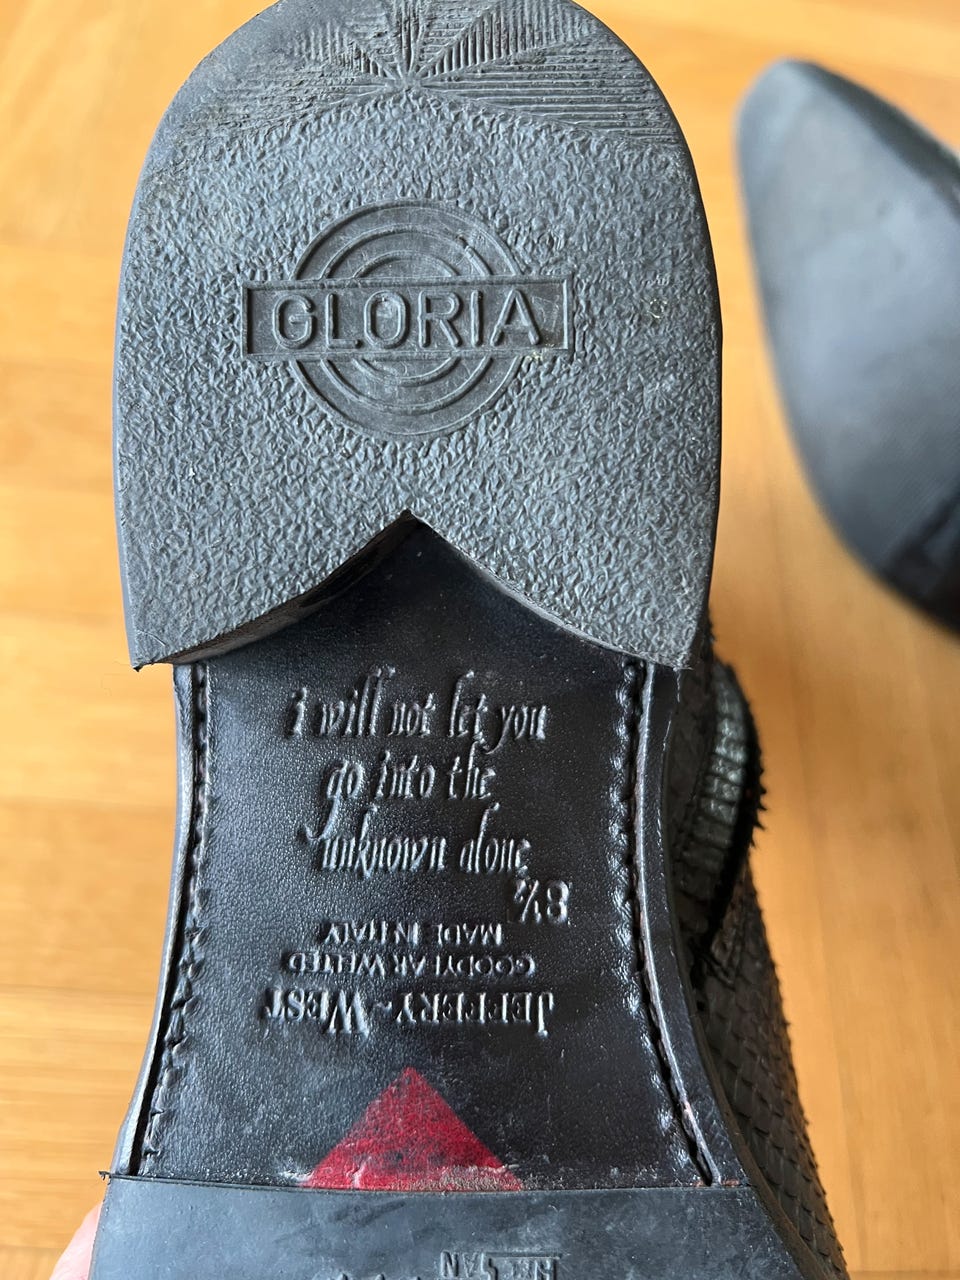 GLORIA
i will not let you
go into the
unknown alone
8½
MADE IN ITALY
GOODYEAR WELTED
JEFFERY~WEST